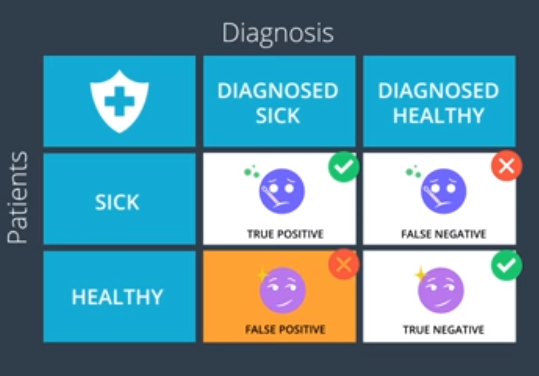 Diagnosis
Patients
DIAGNOSED
SICK
DIAGNOSED
HEALTHY
SICK
TRUE POSITIVE
FALSE NEGATIVE
HEALTHY
FALSE POSITIVE
TRUE NEGATIVE